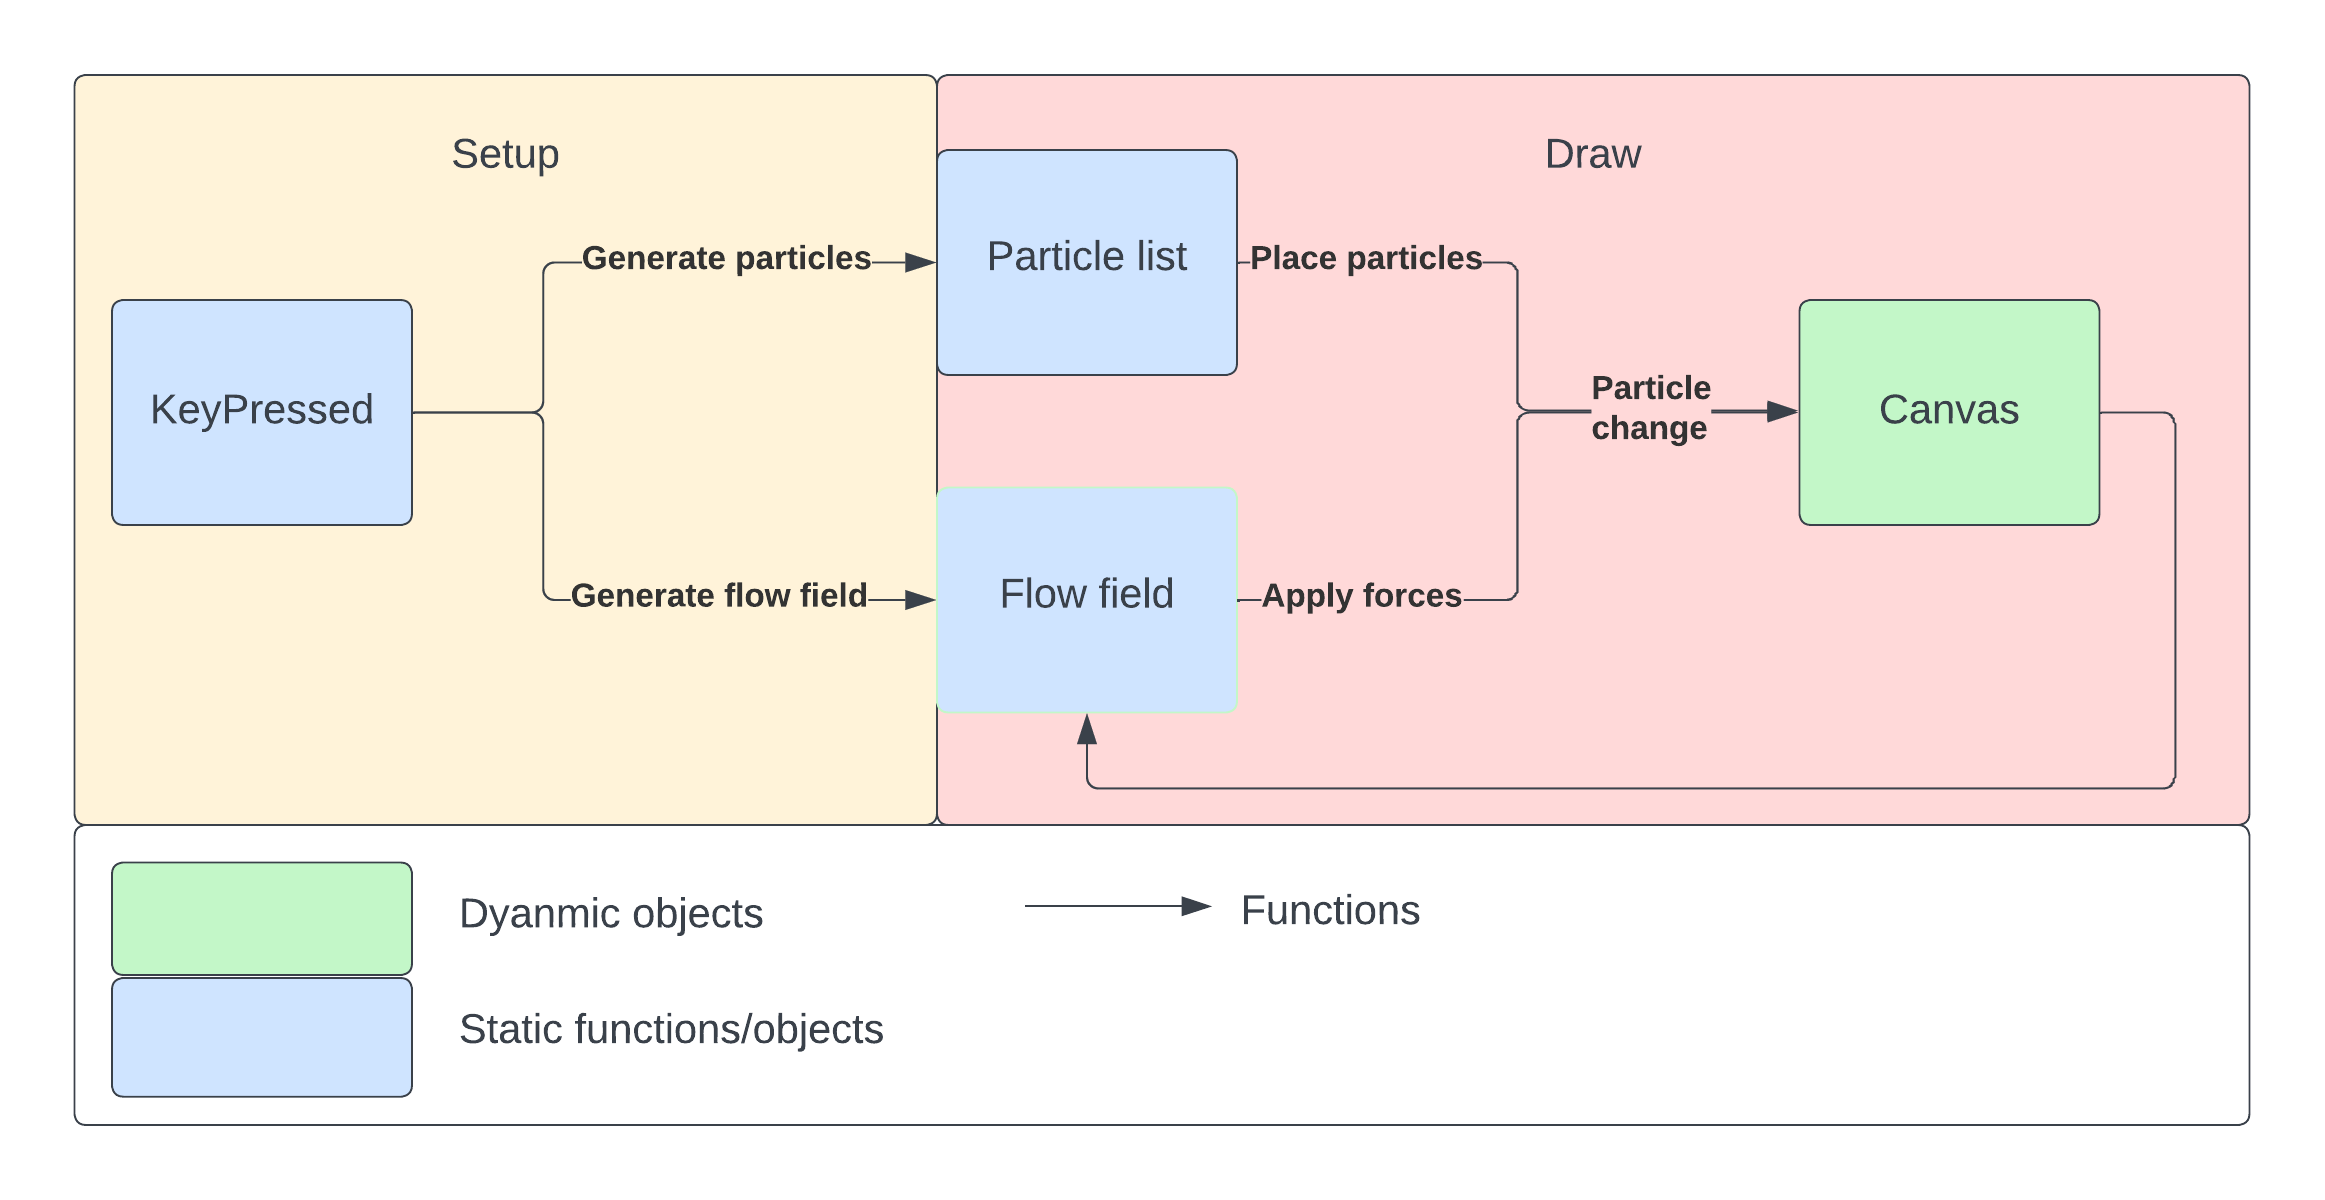 Setup
Draw
Generate particles
Particle list
Place particles
KeyPressed
Particle
change
Canvas
Generate flow field
Flow field
Apply forces
Dyanmic objects
Functions
Static functions/objects